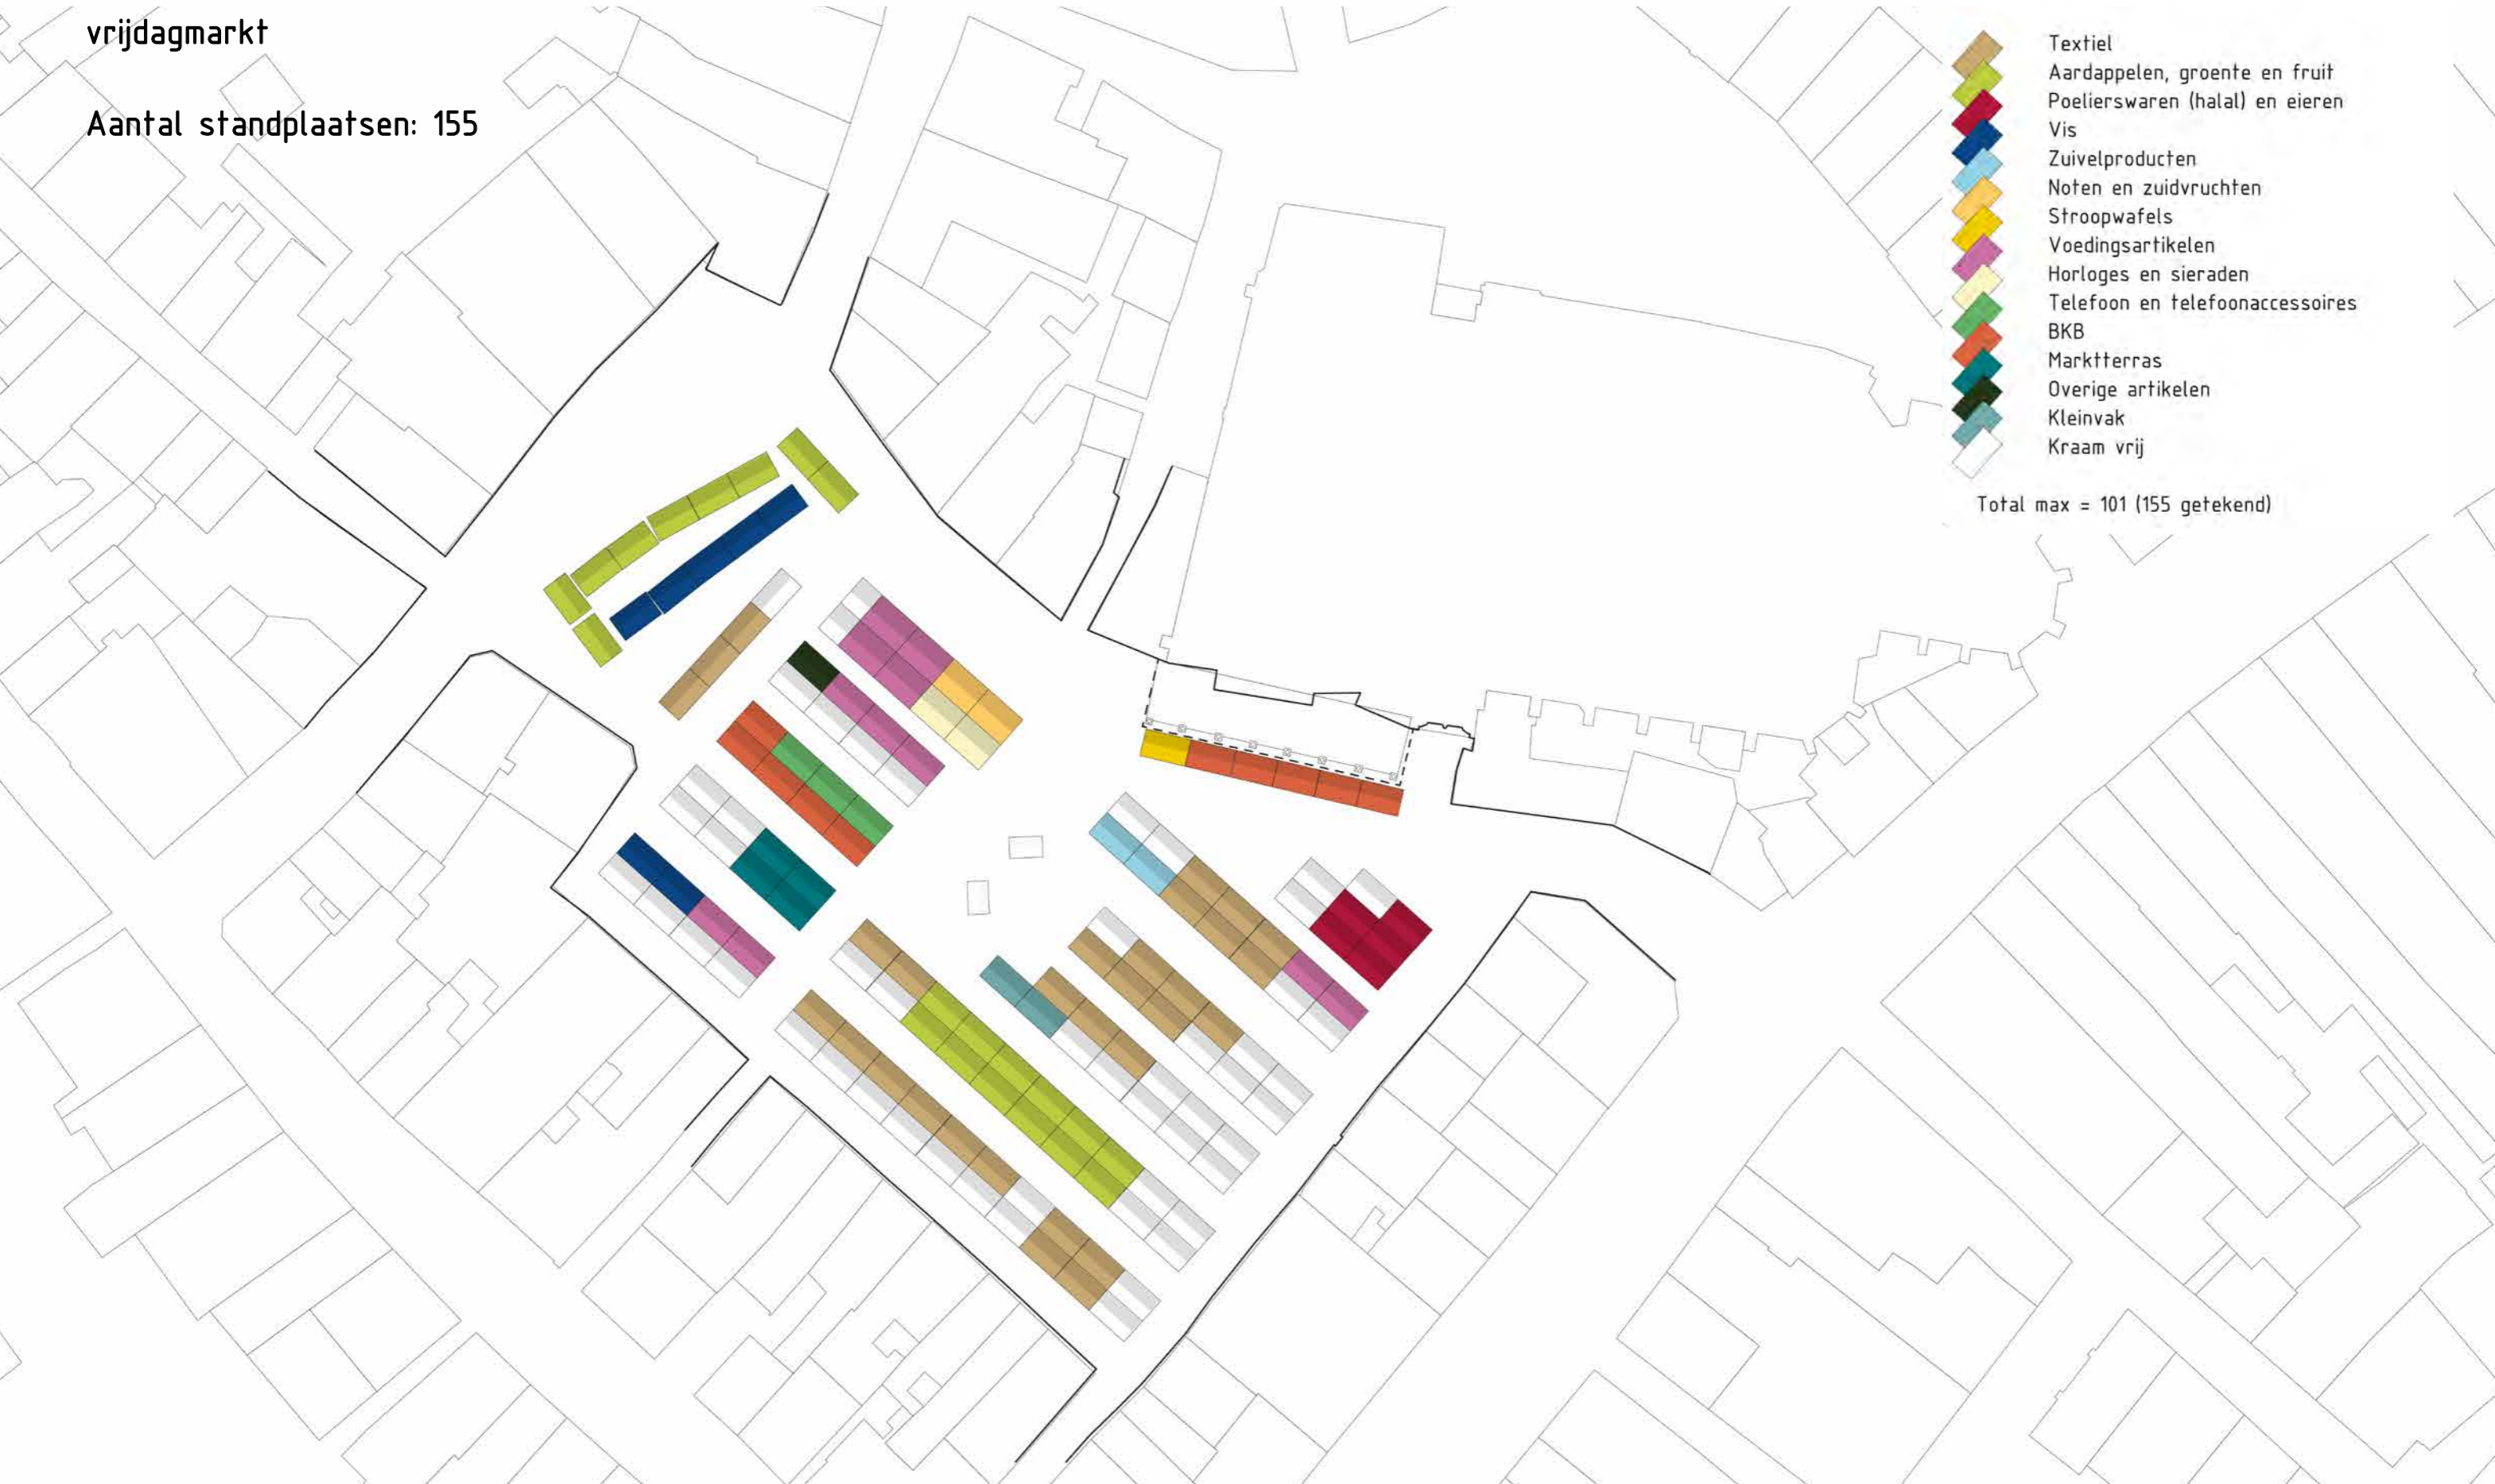 vrijdagmarkt
Aantal standplaatsen: 155
Textiel
Aardappelen, groente en fruit
Poelierswaren (halal) en eieren
Vis
Zuivelproducten
Noten en zuidvruchten
Stroopwafels
Voedingsartikelen
Horloges en sieraden
Telefoon en telefoonaccessoires
BKB
Marktterras
Overige artikelen
Kleinvak
Kraam vrij
Total max = 101 (155 getekend)